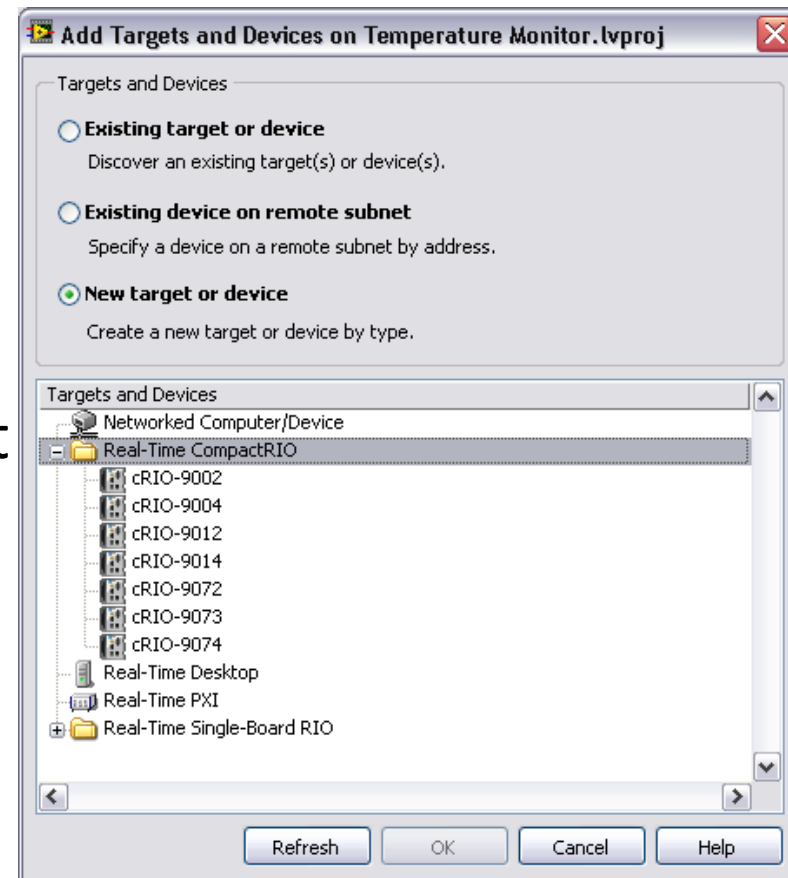 Add Targets and Devices on Temperature Monitor.lvproj
Targets and Devices
Existing target or device
Discover an existing target(s) or device(s).
Existing device on remote subnet
Specify a device on a remote subnet by address.
New target or device
Create a new target or device by type.
Targets and Devices
Networked Computer/Device
t
Real-Time CompactRIO
cRIO-9002
cRIO-9004
cRIO-9012
cRIO-9014
cRIO-9072
cRIO-9073
cRIO-9074
Real-Time Desktop
Real-Time PXI
Real-Time Single-Board RIO
Refresh OK Cancel Help